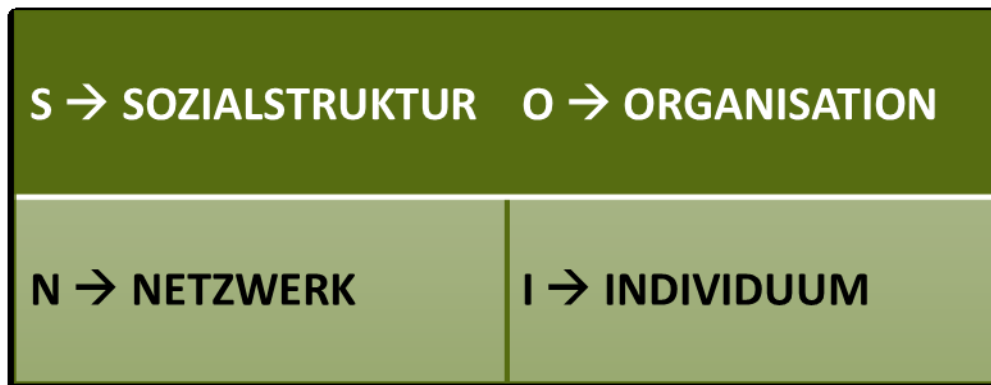 S → SOZIALSTRUKTUR O → ORGANISATION
N → NETZWERK I → INDIVIDUUM